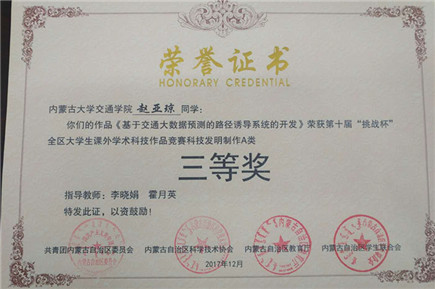 荣誉证书
HONORARY CREDENTIAL
内蒙古大学交通学院 赵亚琼 同学：
你们的作品《基于交通大数据预测的路径诱导系统的开发》荣获第十届“挑战杯”
全区大学生课外学术科技作品竞赛科技发明制作A类
三等奖
指导教师：李晓娟 霍月英
特发此证，以资鼓励！
共青团内蒙古区委员会 内蒙古自治区科学技术协会 内蒙古自治区教育厅 内蒙古自治区学生联合会
2017年12月